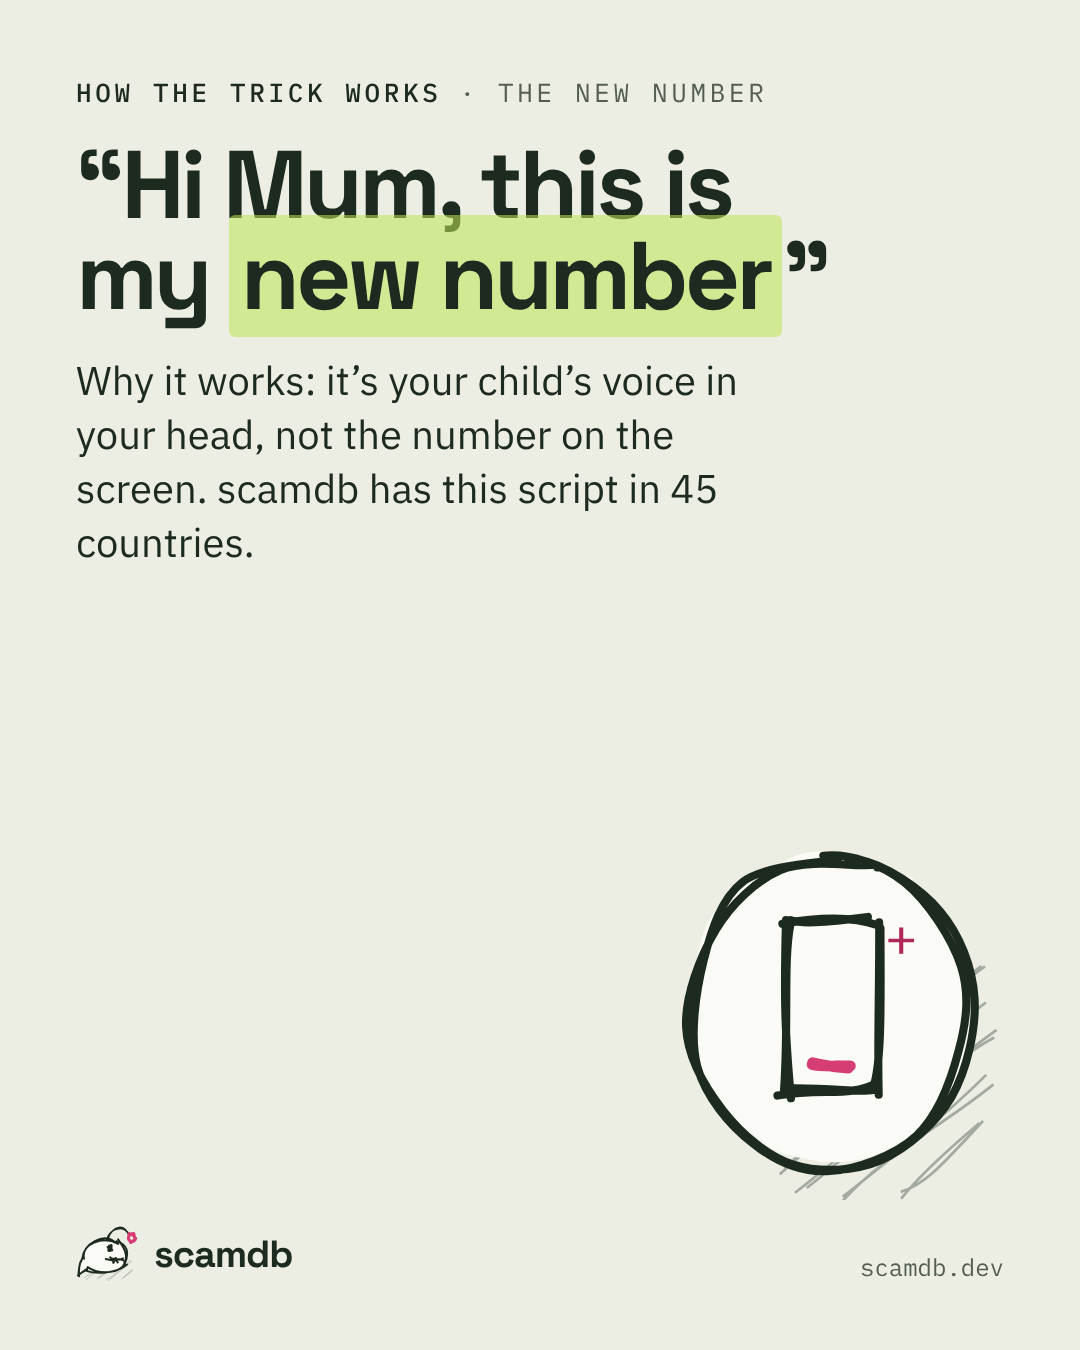 HOW THE TRICK WORKS · THE NEW NUMBER
“Hi Mum, this is
my new number”
Why it works: it’s your child’s voice in
your head, not the number on the
screen. scamdb has this script in 45
countries.
scamdb
scamdb.dev